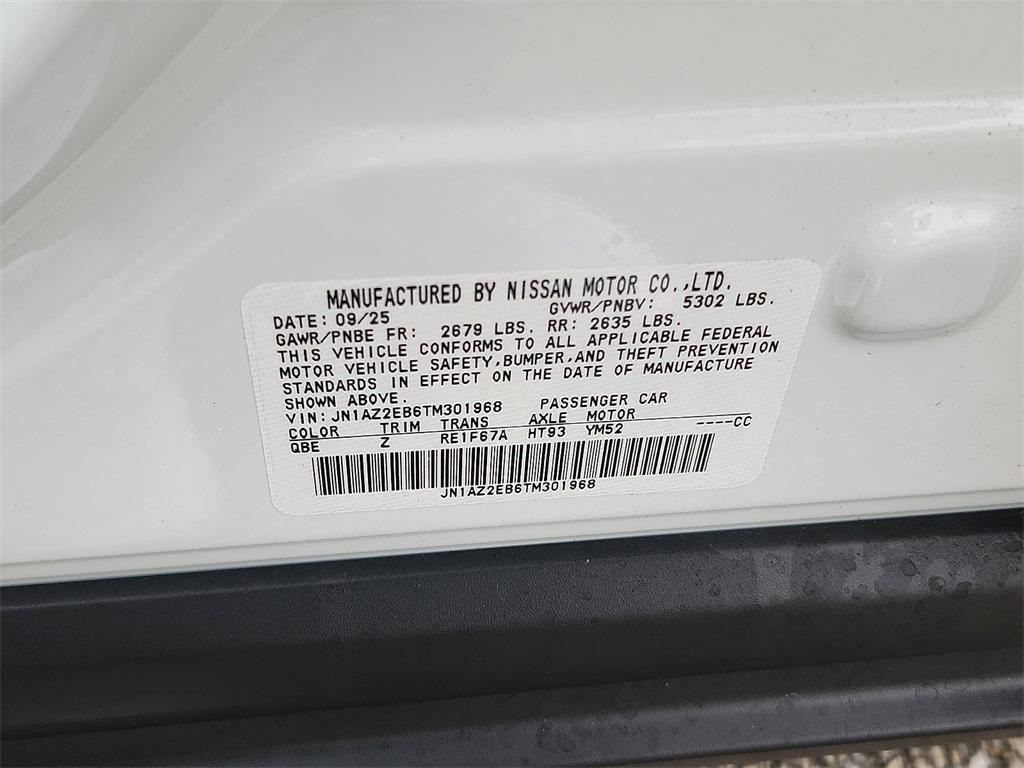 MANUFACTURED BY NISSAN MOTOR CO.,LTD.
DATE: 09/25 GVWR/PNBV: 5302 LBS.
GAWR/PNBE FR: 2679 LBS. RR: 2635 LBS.
THIS VEHICLE CONFORMS TO ALL APPLICABLE FEDERAL
MOTOR VEHICLE SAFETY,BUMPER,AND THEFT PREVENTION
STANDARDS IN EFFECT ON THE DATE OF MANUFACTURE
SHOWN ABOVE.
VIN: JN1AZ2EB6TM301968 PASSENGER CAR
COLOR TRIM TRANS AXLE MOTOR
QBE Z RE1F67A HT93 YM52 ----CC
JN1AZ2EB6TM301968